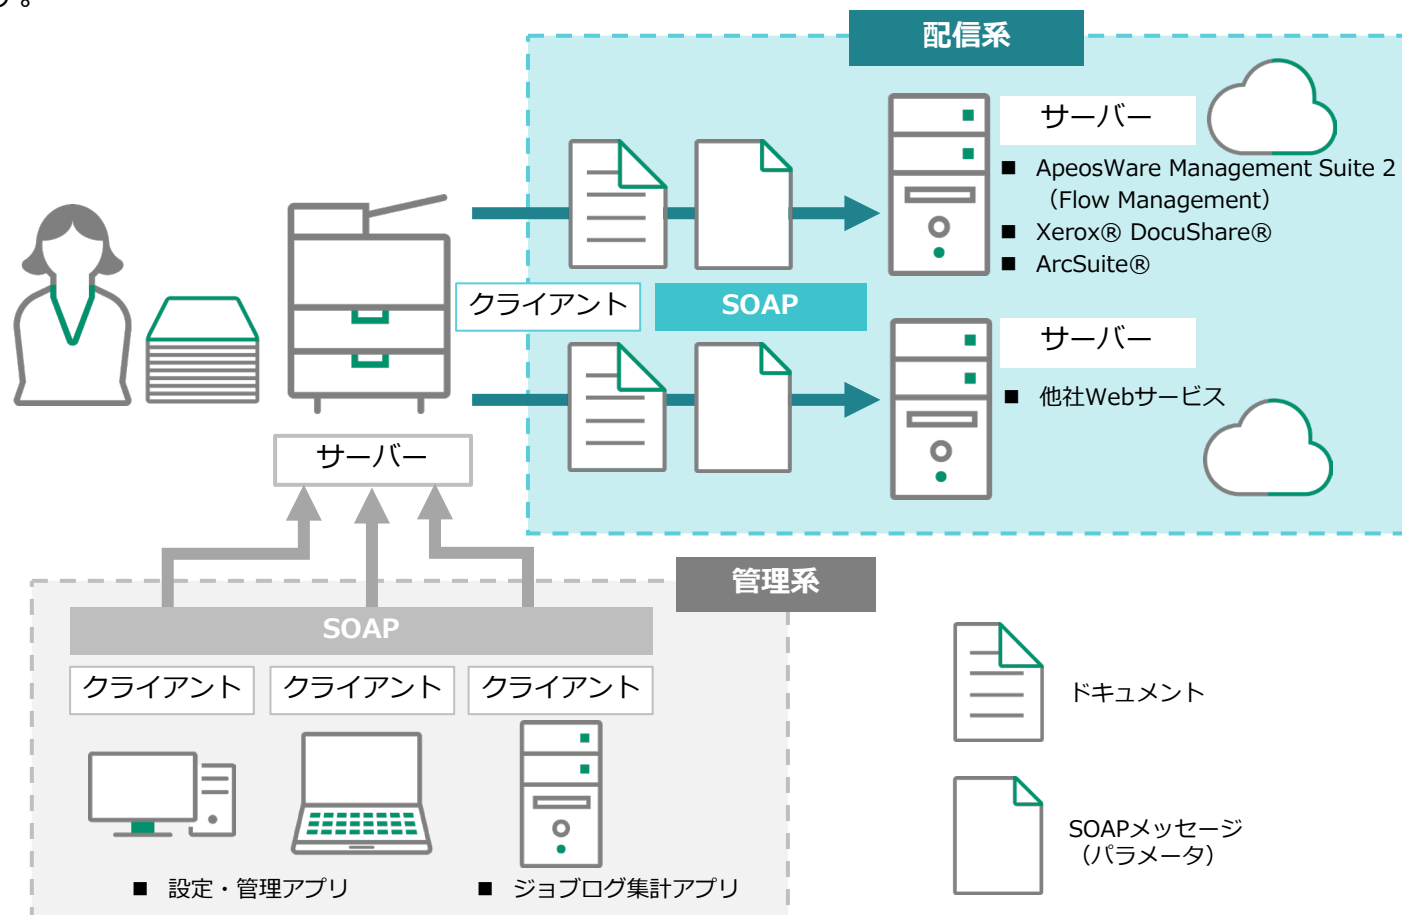 す。
配信系
サーバー
■ ApeosWare Management Suite 2
（Flow Management）
■ Xerox® DocuShare®
■ ArcSuite®
クライアント
SOAP
サーバー
■ 他社Webサービス
サーバー
管理系
SOAP
クライアント
クライアント
クライアント
■ 設定・管理アプリ
■ ジョブログ集計アプリ
ドキュメント
SOAPメッセージ
（パラメータ）